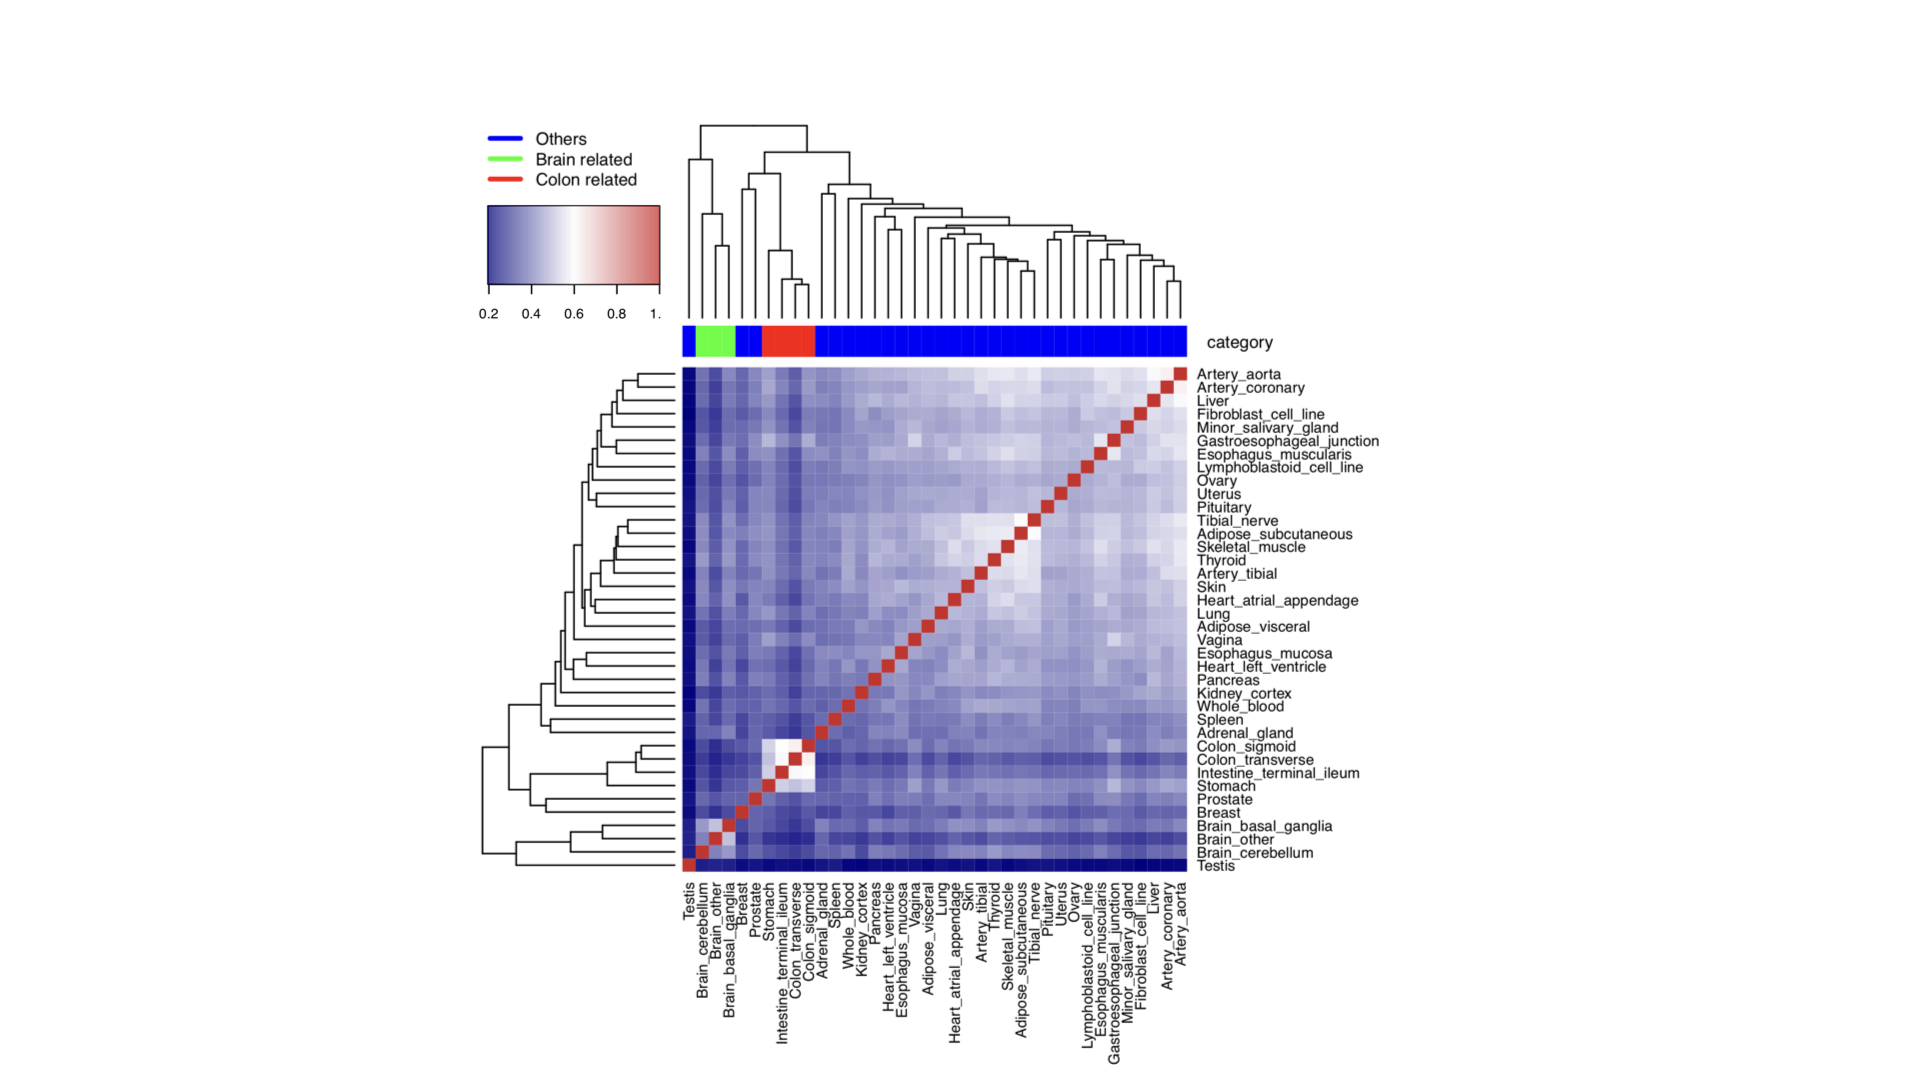 Others
Brain related
Colon related
0.2 0.4 0.6 0.8 1.
category
Artery_aorta
Artery_coronary
Liver
Fibroblast_cell_line
Minor_salivary_gland
Gastroesophageal_junction
Esophagus_muscularis
Lymphoblastoid_cell_line
Ovary
Uterus
Pituitary
Tibial_nerve
Adipose_subcutaneous
Skeletal_muscle
Thyroid
Artery_tibial
Skin
Heart_atrial_appendage
Lung
Adipose_visceral
Vagina
Esophagus_mucosa
Heart_left_ventricle
Pancreas
Kidney_cortex
Whole_blood
Spleen
Adrenal_gland
Colon_sigmoid
Colon_transverse
Intestine_terminal_ileum
Stomach
Prostate
Breast
Brain_basal_ganglia
Brain_other
Brain_cerebellum
Testis
Testis
Brain_cerebellum
Brain_other
Brain_basal_ganglia
Breast
Prostate
Stomach
Intestine_terminal_ileum
Colon_transverse
Colon_sigmoid
Adrenal_gland
Spleen
Whole_blood
Kidney_cortex
Pancreas
Heart_left_ventricle
Esophagus_mucosa
Vagina
Adipose_visceral
Lung
Heart_atrial_appendage
Skin
Artery_tibial
Thyroid
Skeletal_muscle
Adipose_subcutaneous
Tibial_nerve
Pituitary
Uterus
Ovary
Lymphoblastoid_cell_line
Esophagus_muscularis
Gastroesophageal_junction
Minor_salivary_gland
Fibroblast_cell_line
Liver
Artery_coronary
Artery_aorta